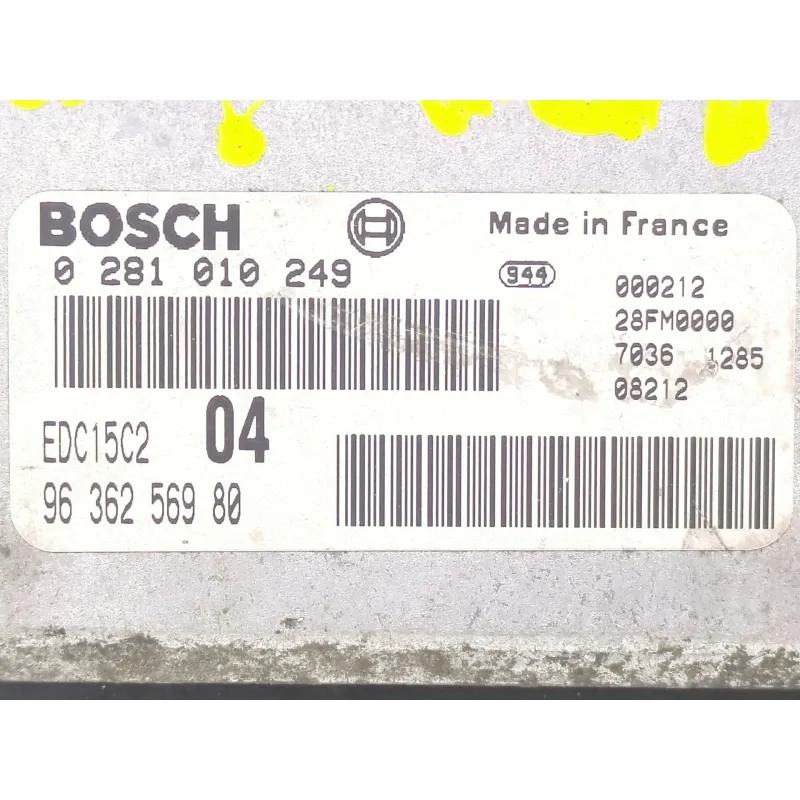 BOSCH
Made in France
0 281 010 249
944
000212
28FM0000
7036 1285
08212
EDC15C2 04
96 362 569 80